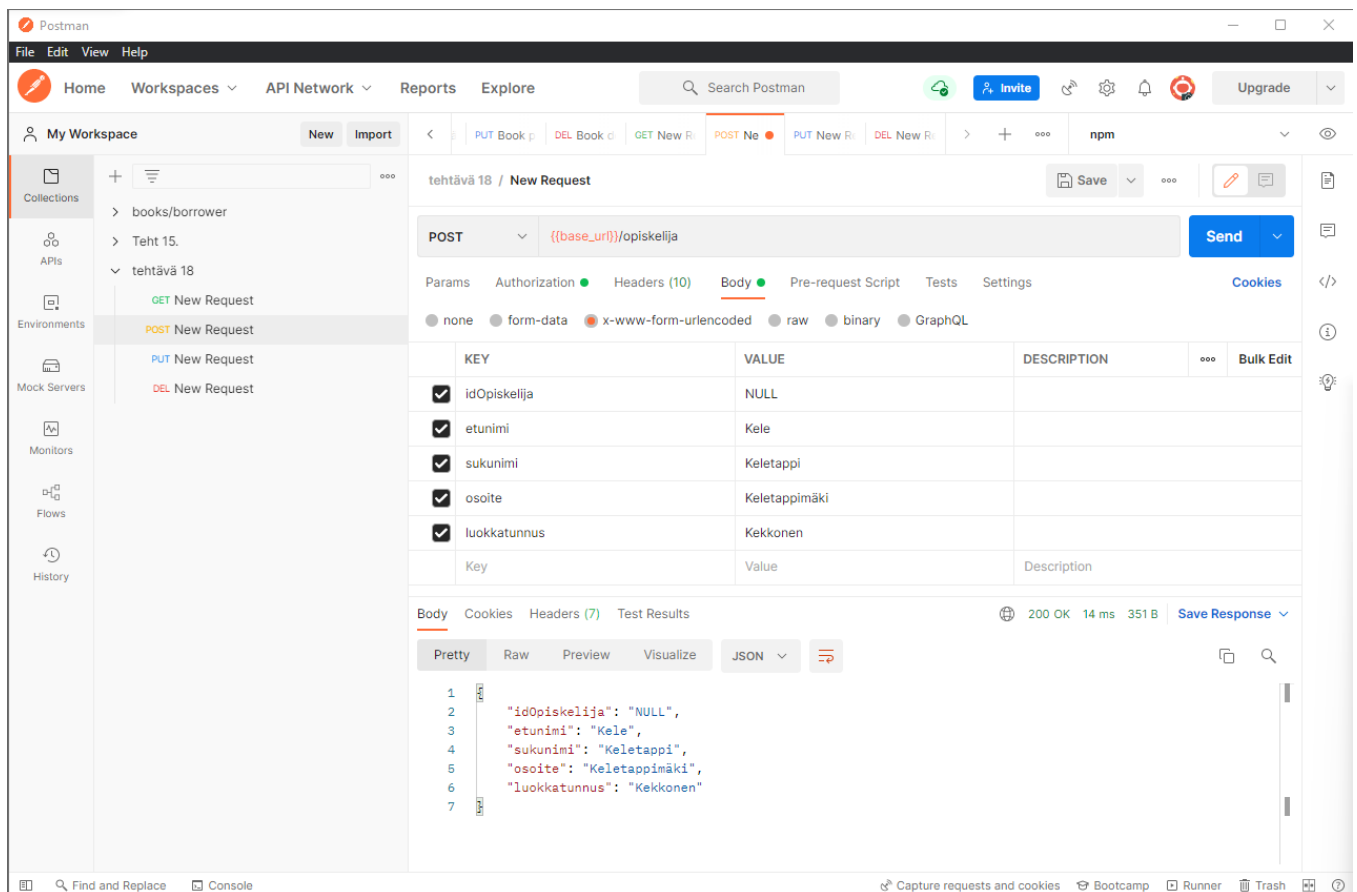 Postman
File Edit View Help
Home Workspaces API Network Reports Explore Search Postman Invite Upgrade
My Workspace New Import PUT Book p DEL Book d GET New R POST Ne PUT New R DEL New R npm
Collections
APIs
Environments
Mock Servers
Monitors
Flows
History
books/borrower
Teht 15.
tehtävä 18
GET New Request
POST New Request
PUT New Request
DEL New Request
tehtävä 18 / New Request Save
POST {{base_url}}/opiskelija Send
Params Authorization Headers (10) Body Pre-request Script Tests Settings Cookies
none form-data x-www-form-urlencoded raw binary GraphQL
KEY VALUE DESCRIPTION Bulk Edit
idOpiskelija NULL
etunimi Kele
sukunimi Keletappi
osoite Keletappimäki
luokkatunnus Kekkonen
Key Value Description
Body Cookies Headers (7) Test Results 200 OK 14 ms 351 B Save Response
Pretty Raw Preview Visualize JSON
1 {
2 "idOpiskelija": "NULL",
3 "etunimi": "Kele",
4 "sukunimi": "Keletappi",
5 "osoite": "Keletappimäki",
6 "luokkatunnus": "Kekkonen"
7 }
Find and Replace Console Capture requests and cookies Bootcamp Runner Trash